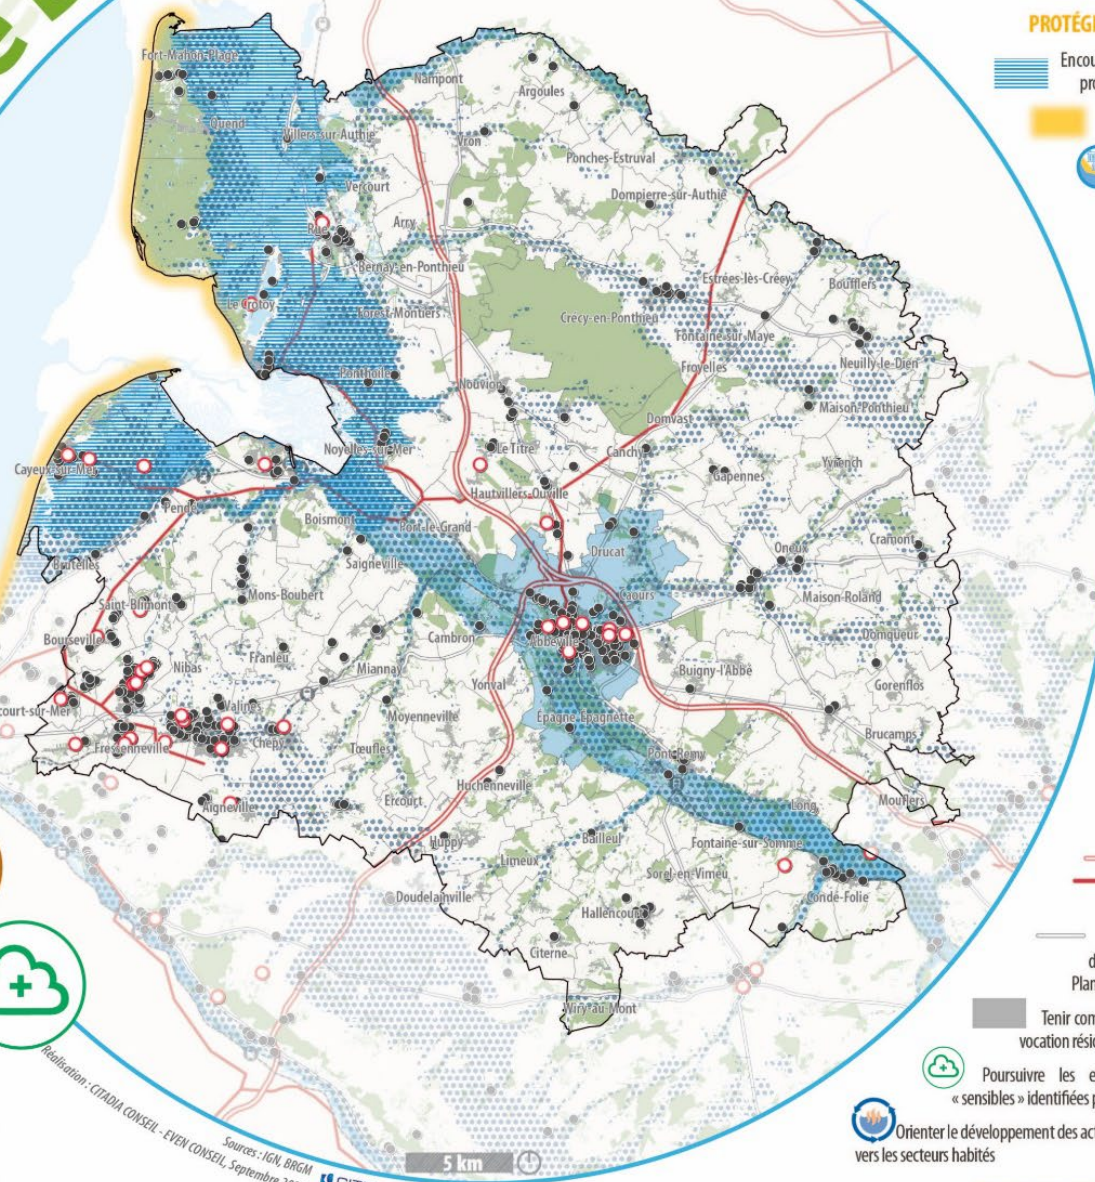 PROTÉGE
Encou
pro
Fort-Mahon-Plage
Nampont
Argoules
Quend
Villers-sur-Authie
Vron
Ponches-Estruval
Vercourt
Dompierre-sur-Authie
Rue
Arry
Bernay-en-Ponthieu
Estrées-lès-Crécy
Boufflers
Le Crotoy
Forest-Montiers
Crécy-en-Ponthieu
Fontaine-sur-Maye
Neuilly-le-Dien
Ponthoile
Froyelles
Nouvion
Maison-Ponthieu
Domvast
Noyelles-sur-Mer
Le Titre
Canchy
Yvrench
Cayeux-sur-Mer
Gapennes
Pendé
Hautvillers-Ouville
Boismont
Port-le-Grand
Drucat
Oneux
Cramont
Brutelles
Saigneville
Mons-Boubert
Caours
Maison-Roland
Saint-Blimont
Bourseville
Cambron
Abbeville
Domqueur
Nibas
Franleu
Miannay
Buigny-l'Abbé
Yonval
Gorenflos
court-sur-Mer
Valines
Moyenneville
Épagne-Épagnette
Brucamps
Fressenneville
Chepy
Tœufles
Pont-Remy
Huchenneville
Mouflers
Aigneville
Ercourt
Long
Huppy
Bailleul
Fontaine-sur-Somme
Limeux
Sorel-en-Vimeu
Doudelainville
Condé-Folie
Hallencourt
Citerne
d
Plan
Wiry-au-Mont
Tenir com
vocation résid
Poursuivre les e
« sensibles » identifiées p
Orienter le développement des act
vers les secteurs habités
Réalisation : CITADIA CONSEIL - EVEN CONSEIL, Septembre 20
Sources : IGN, BRGM
5 km